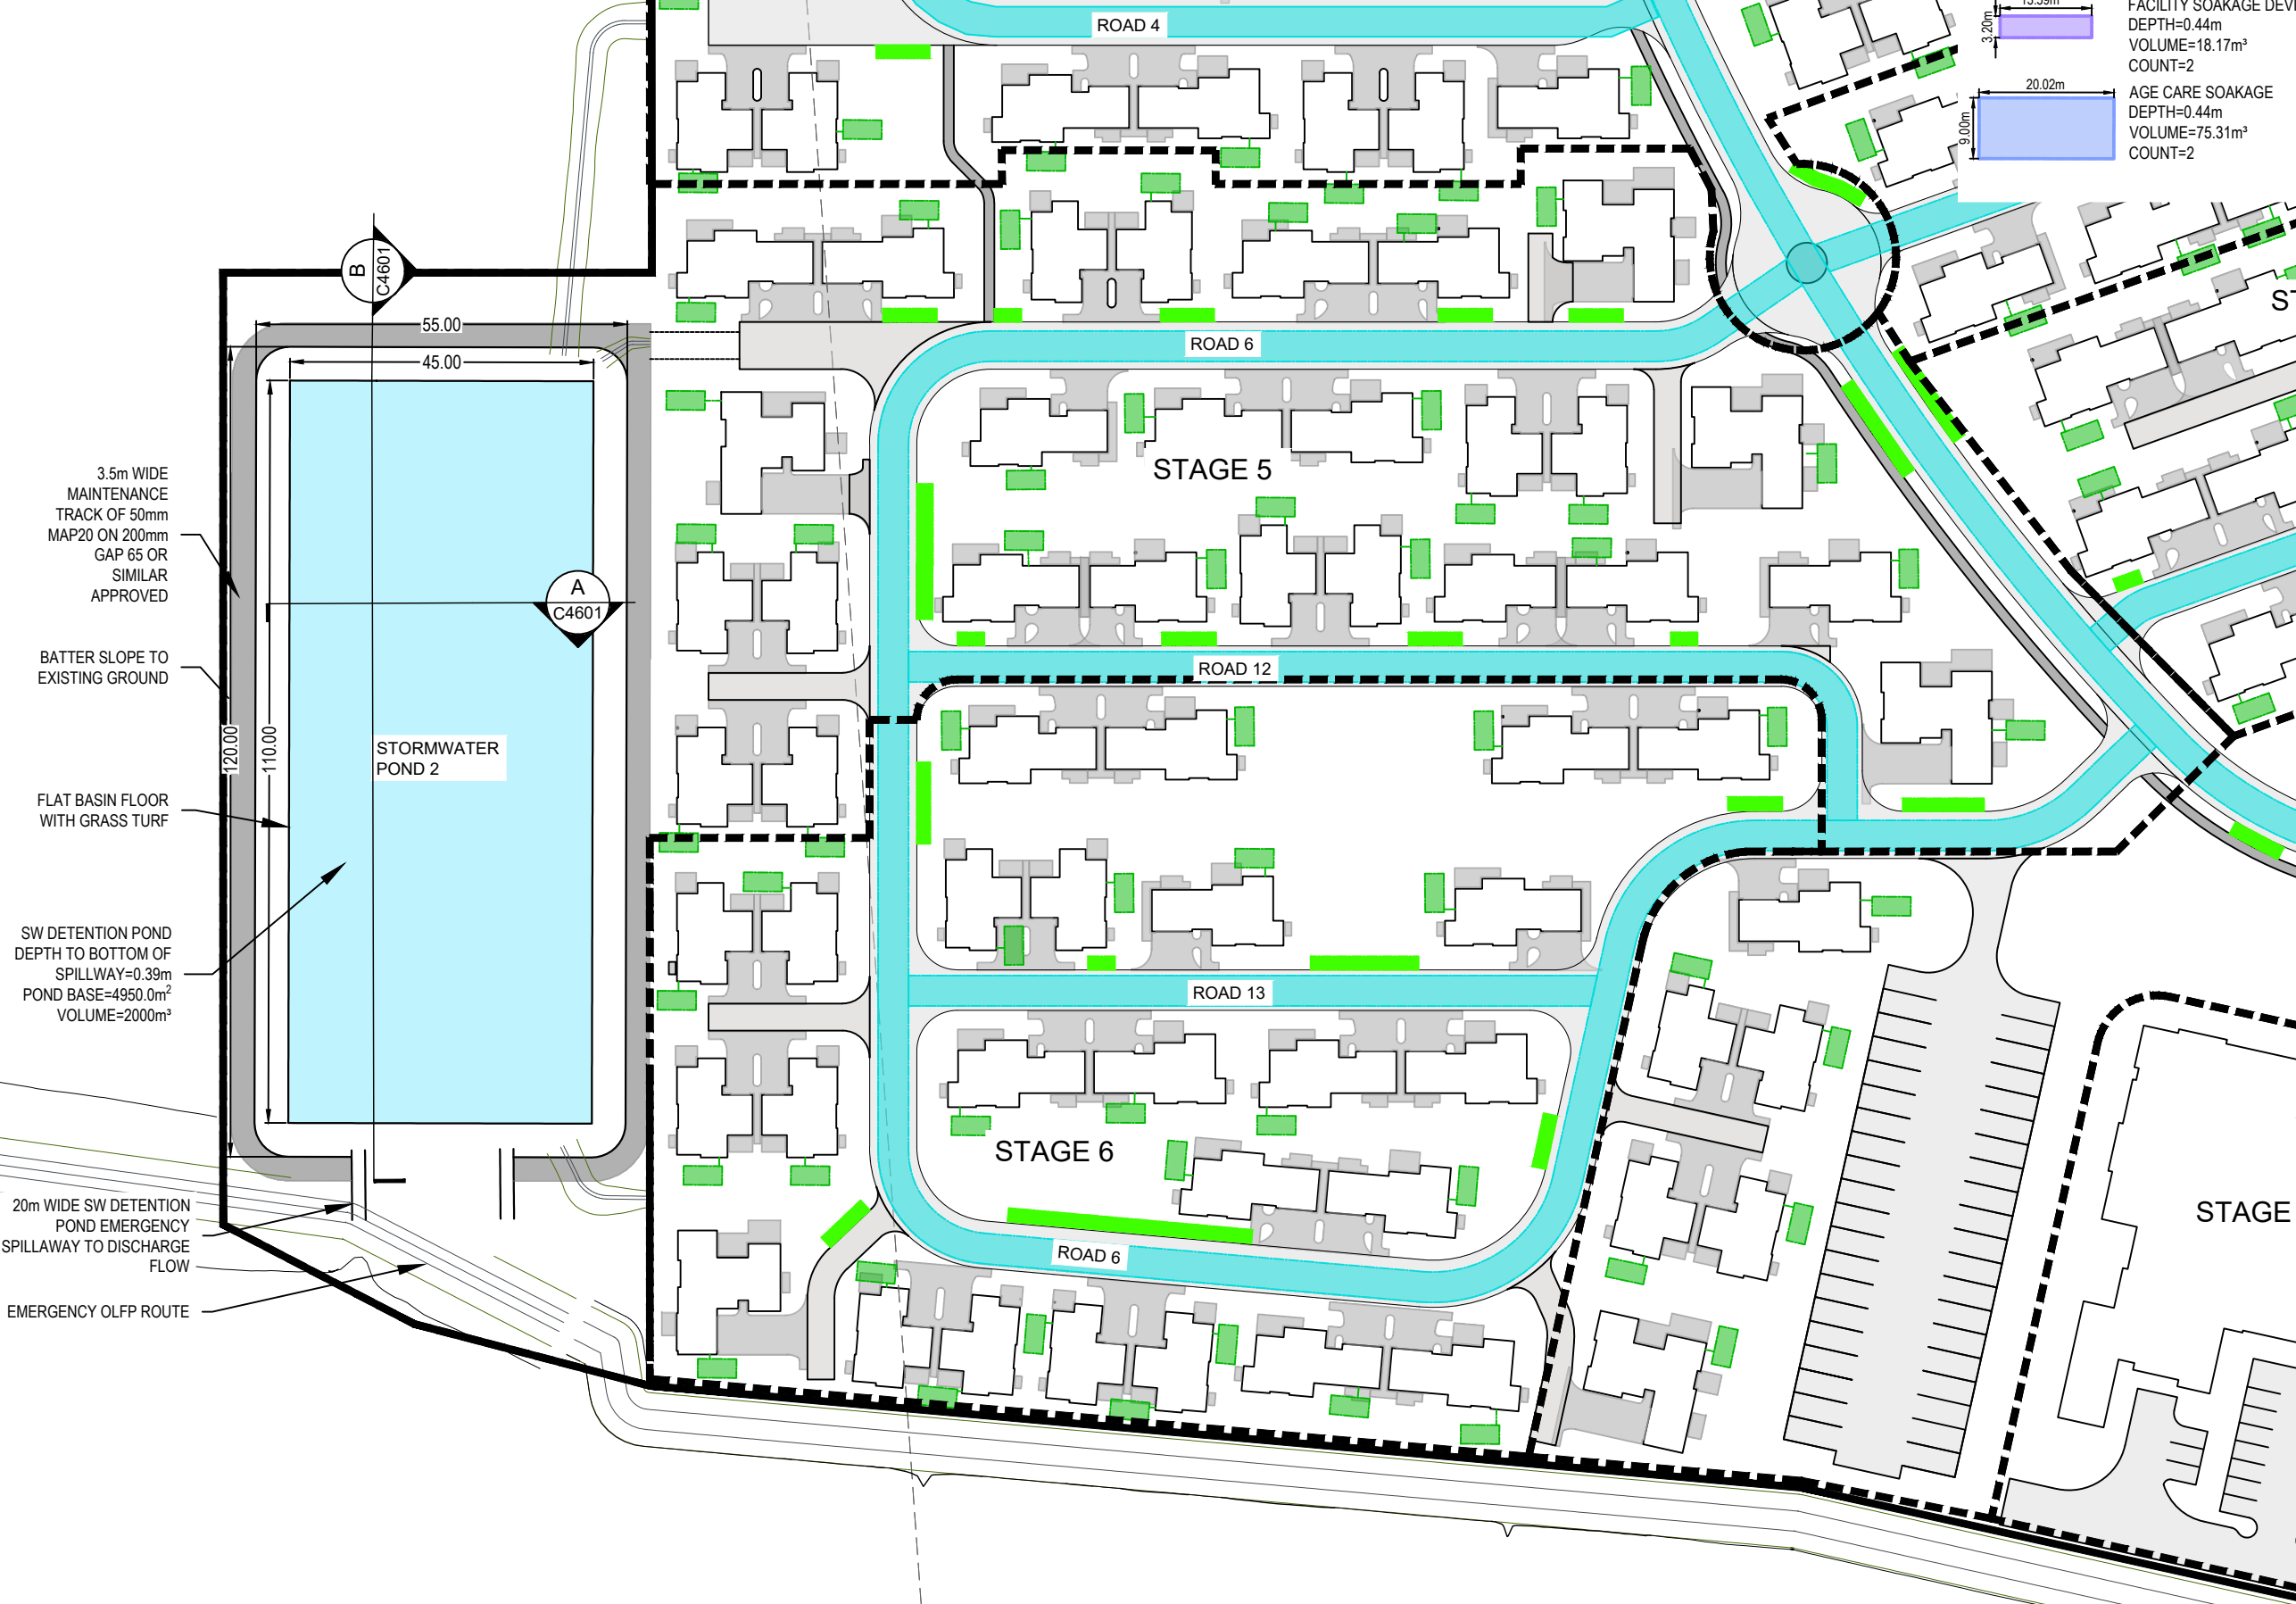 ROAD 4
13.59m
3.20m
FACILITY SOAKAGE
DEPTH=0.44m
VOLUME=18.17m³
COUNT=2
20.02m
9.00m
AGE CARE SOAKAGE
DEPTH=0.44m
VOLUME=75.31m³
COUNT=2
B
C4601
55.00
45.00
ROAD 6
STAGE 5
3.5m WIDE
MAINTENANCE
TRACK OF 50mm
MAP20 ON 200mm
GAP 65 OR
SIMILAR
APPROVED
A
C4601
BATTER SLOPE TO
EXISTING GROUND
ROAD 12
120.00
110.00
STORMWATER
POND 2
FLAT BASIN FLOOR
WITH GRASS TURF
SW DETENTION POND
DEPTH TO BOTTOM OF
SPILLWAY=0.39m
POND BASE=4950.0m²
VOLUME=2000m³
ROAD 13
STAGE 6
STAGE
20m WIDE SW DETENTION
POND EMERGENCY
SPILLAWAY TO DISCHARGE
FLOW
ROAD 6
EMERGENCY OLFP ROUTE